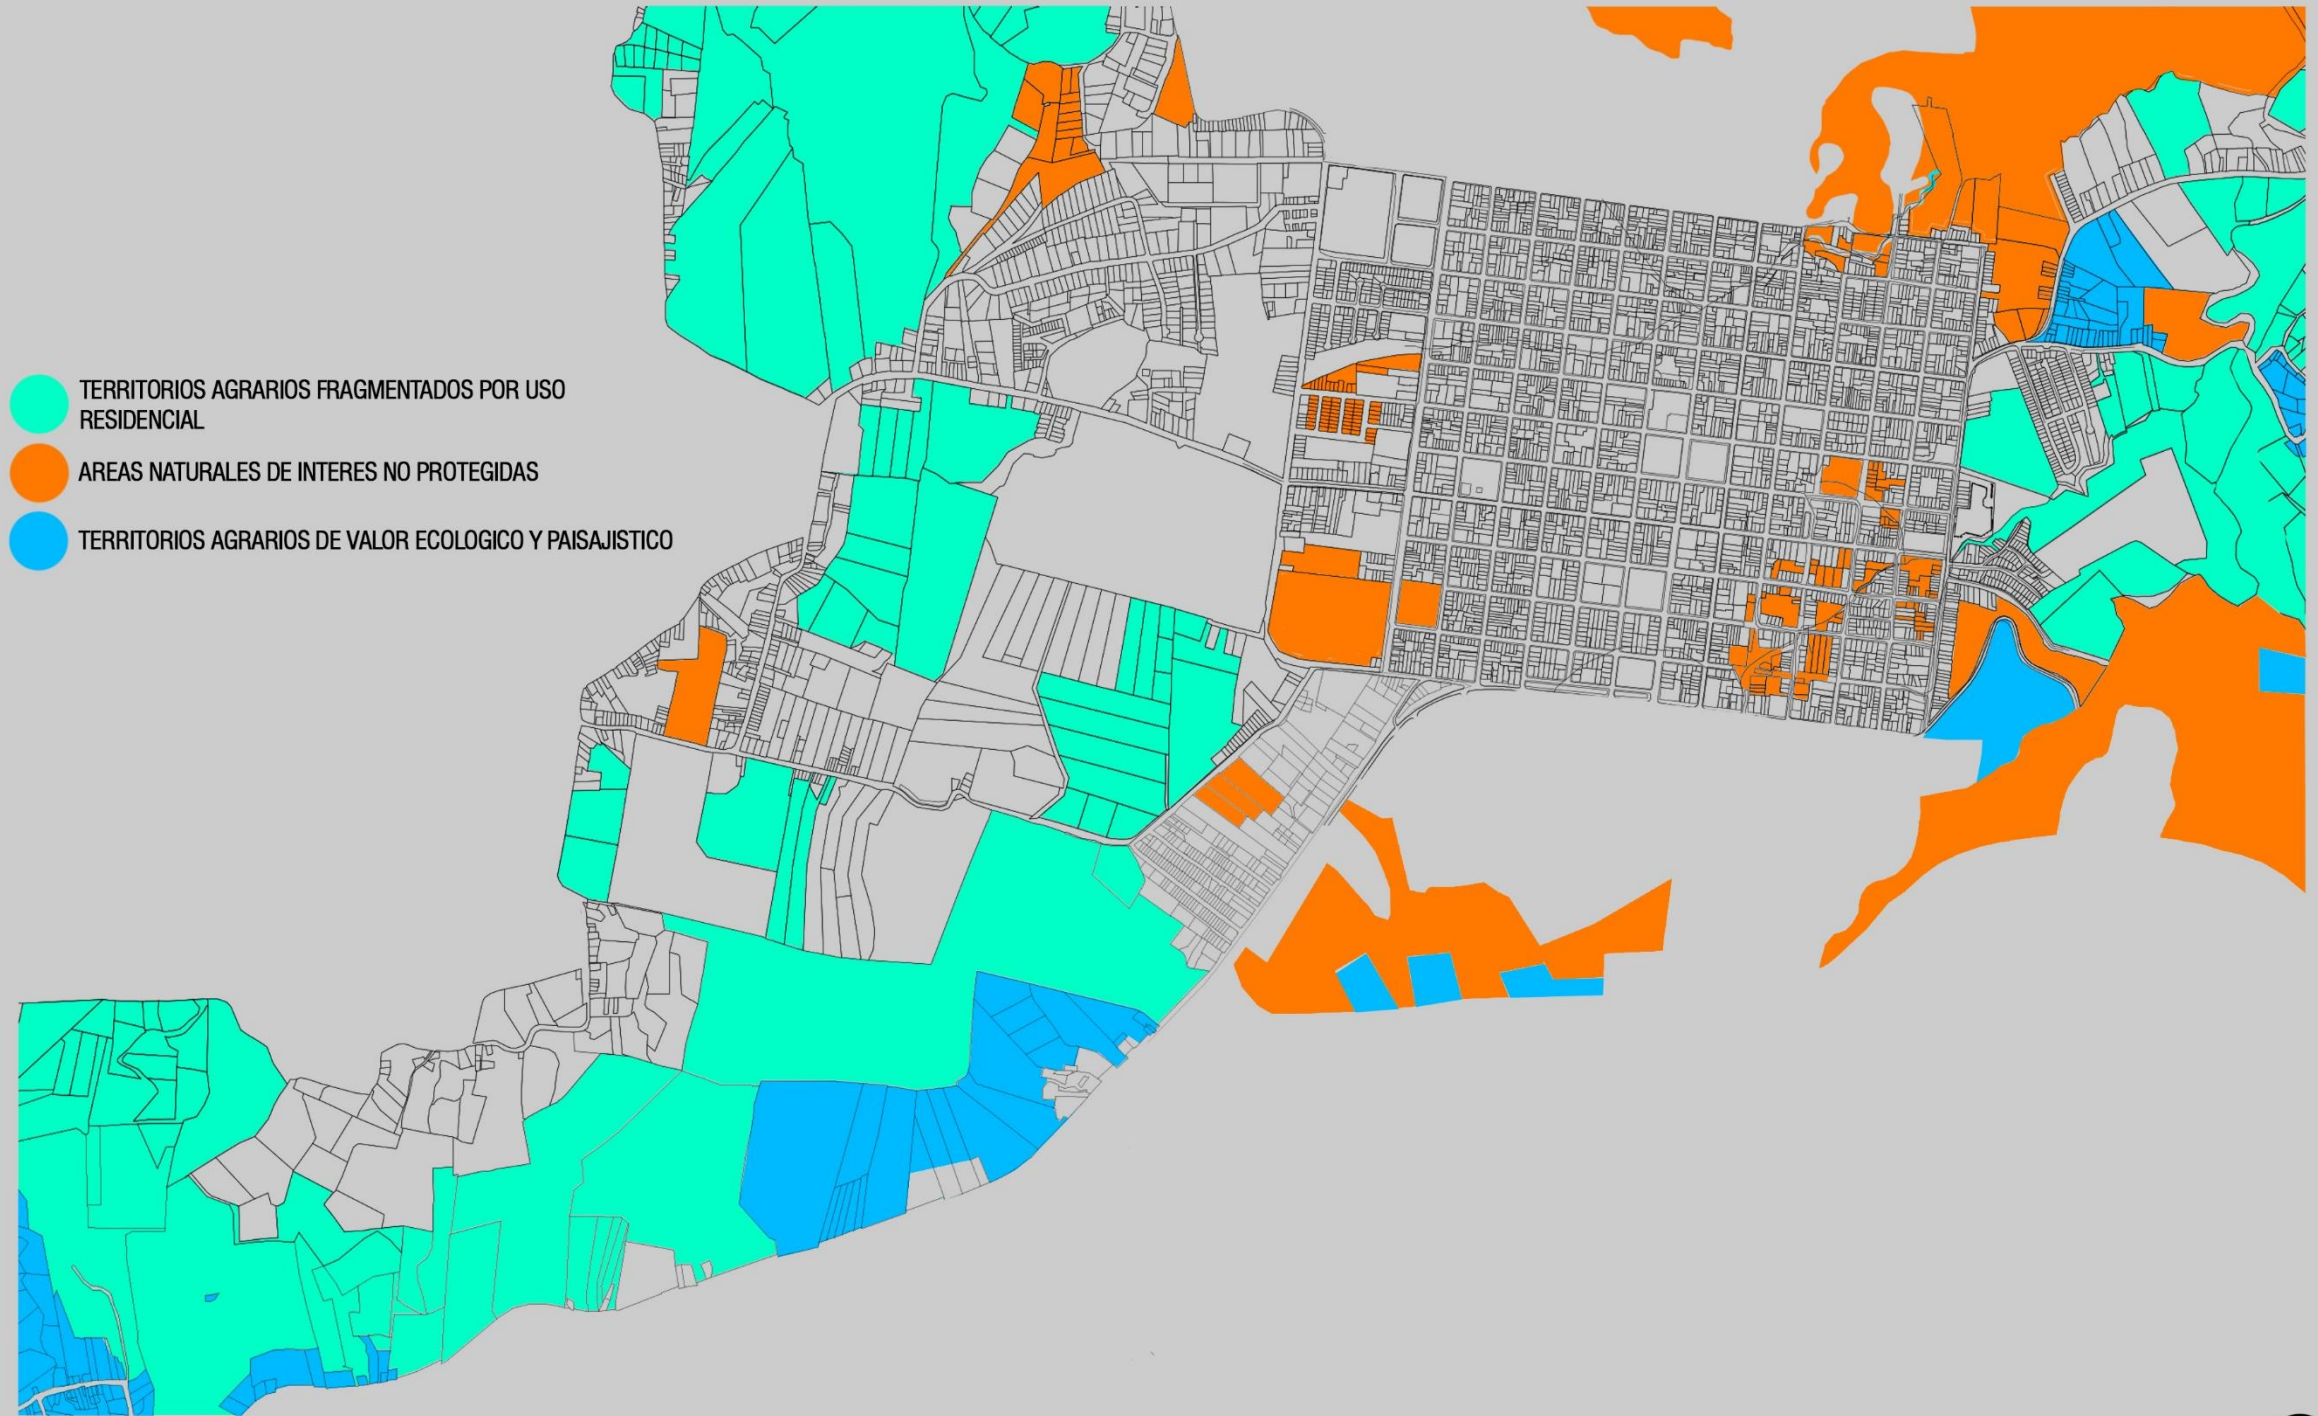 TERRITORIOS AGRARIOS FRAGMENTADOS POR USO
RESIDENCIAL
AREAS NATURALES DE INTERES NO PROTEGIDAS
TERRITORIOS AGRARIOS DE VALOR ECOLOGICO Y PAISAJISTICO